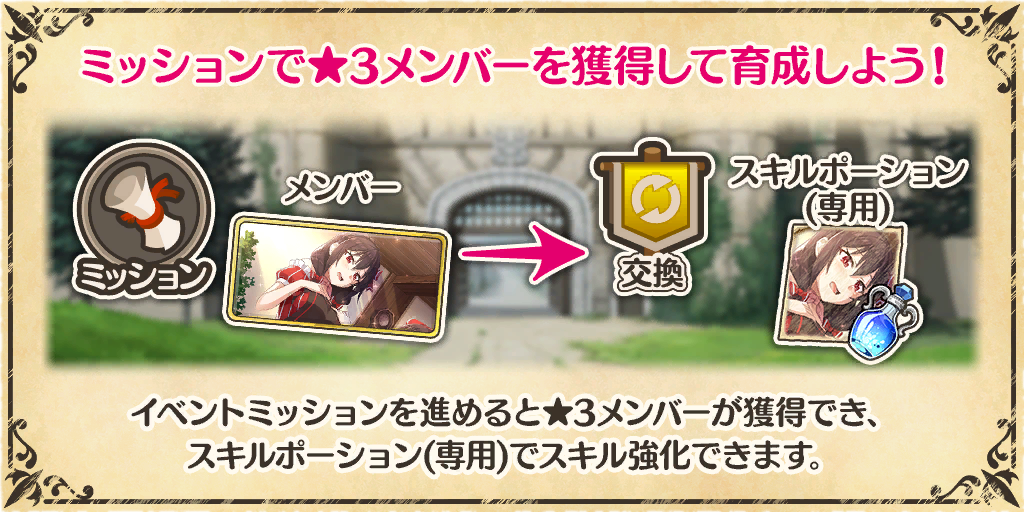 ミッションで★3メンバーを獲得して育成しよう!
メンバー
ミッション
交換
スキルポーション
(専用)
イベントミッションを進めると★3メンバーが獲得でき、
スキルポーション(専用)でスキル強化できます。